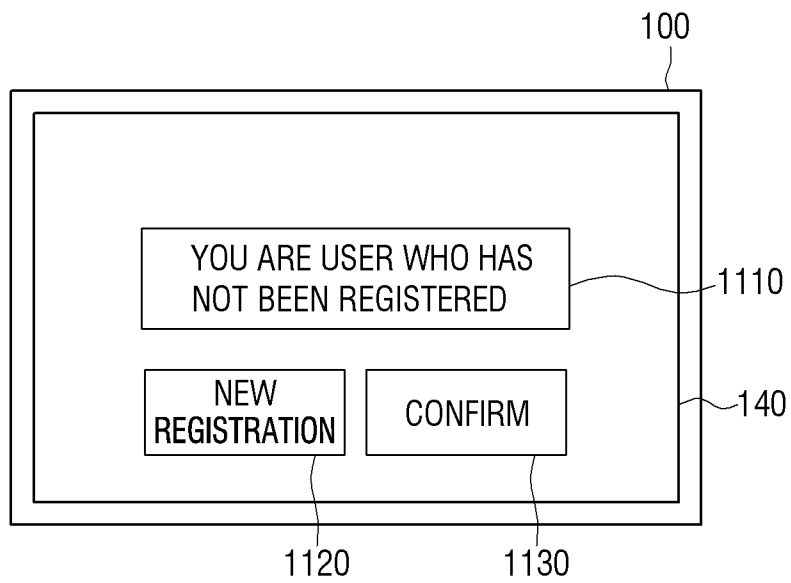 100
YOU ARE USER WHO HAS
NOT BEEN REGISTERED
1110
NEW
REGISTRATION
CONFIRM
140
1120
1130